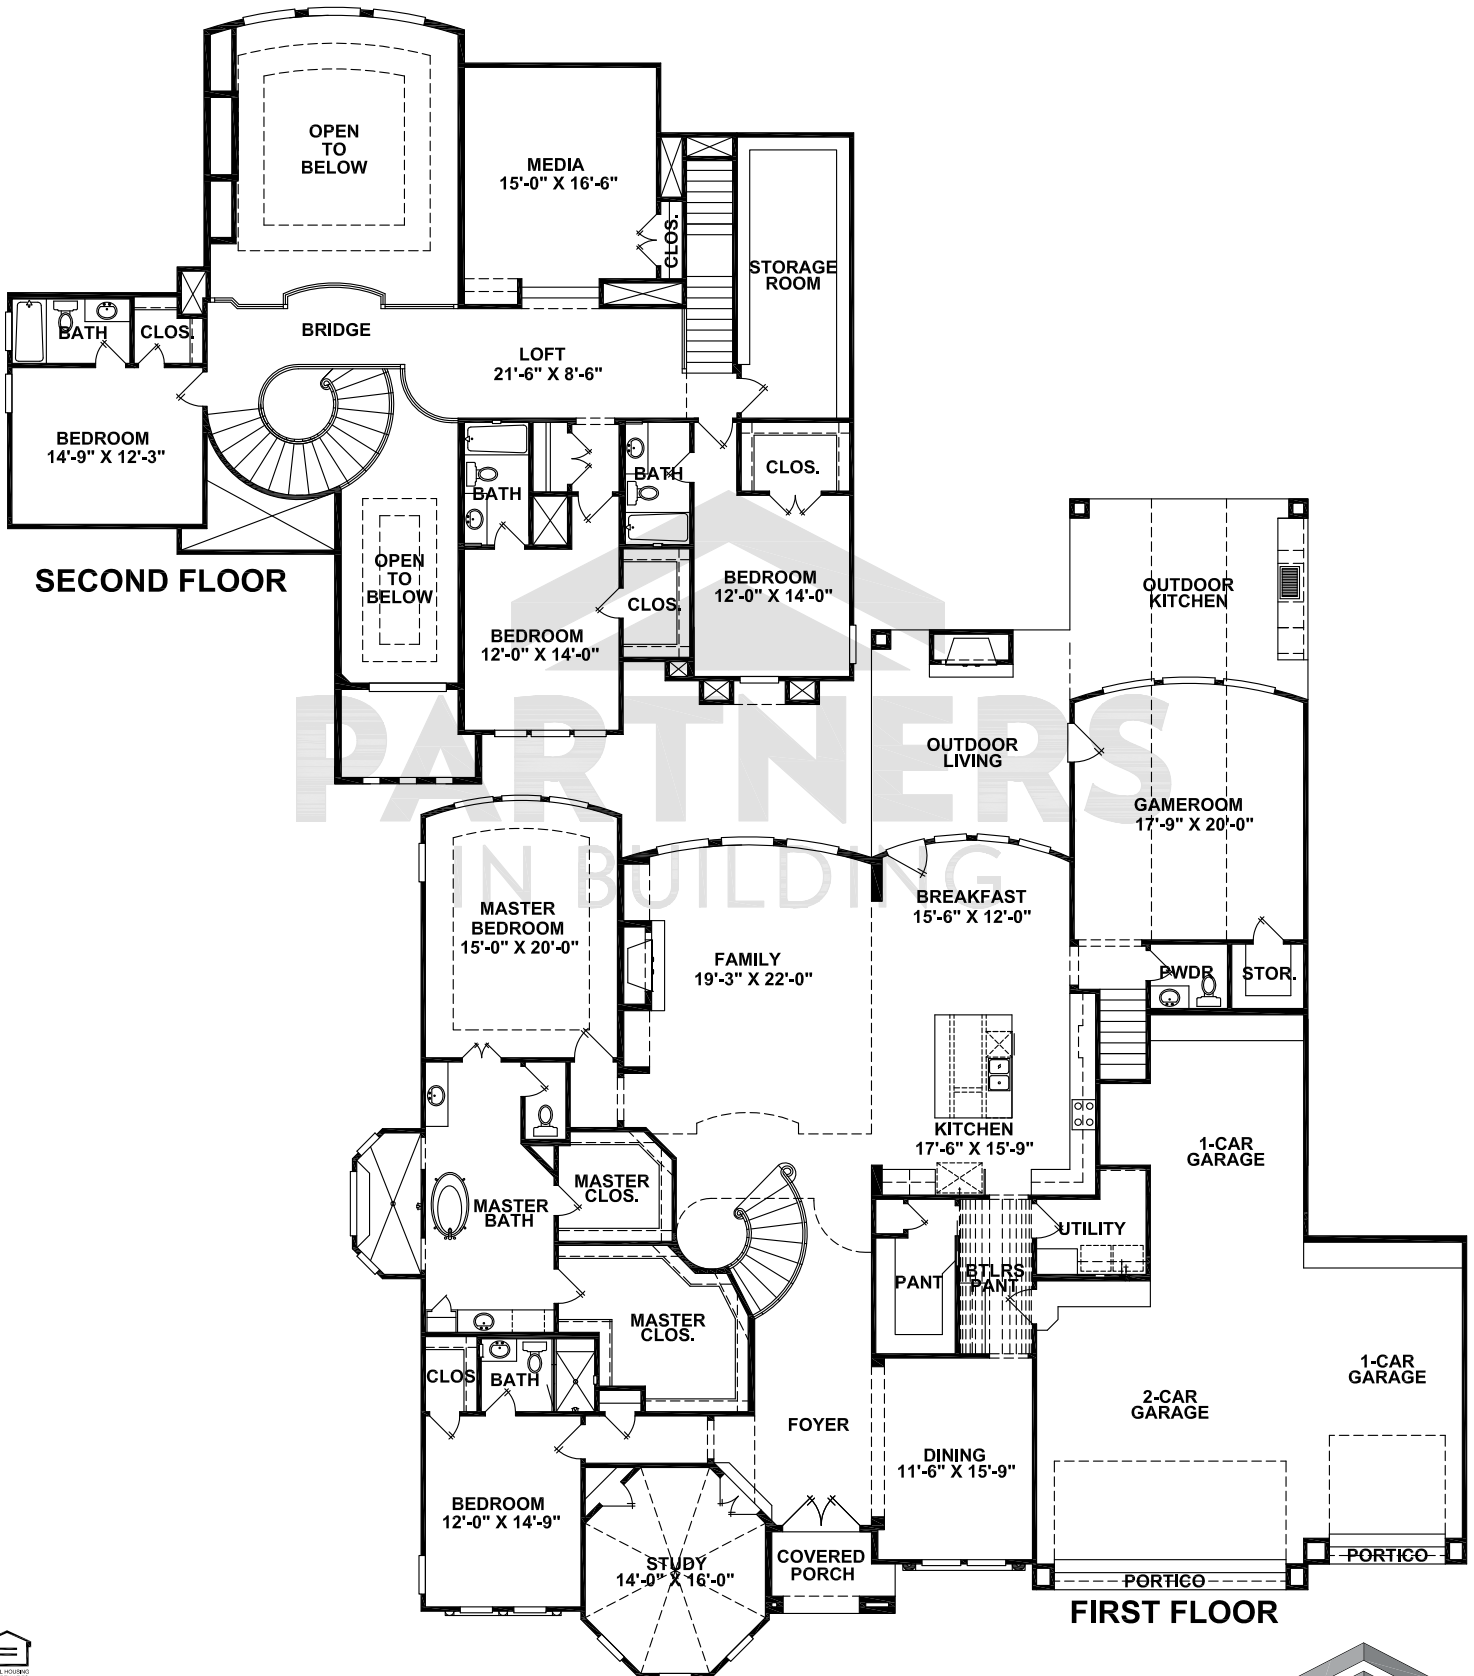 OPEN
TO
BELOW
MEDIA
15'-0" X 16'-6"
CLOS.
STORAGE
ROOM
BATH
CLOS.
BRIDGE
LOFT
21'-6" X 8'-6"
BEDROOM
14'-9" X 12'-3"
BATH
BATH
CLOS.
SECOND FLOOR
OPEN
TO
BELOW
BEDROOM
12'-0" X 14'-0"
CLOS.
BEDROOM
12'-0" X 14'-0"
OUTDOOR
KITCHEN
PARTNERS
IN BUILDING
OUTDOOR
LIVING
GAMEROOM
17'-9" X 20'-0"
MASTER
BEDROOM
15'-0" X 20'-0"
BREAKFAST
15'-6" X 12'-0"
FAMILY
19'-3" X 22'-0"
PWDR
STOR.
KITCHEN
17'-6" X 15'-9"
1-CAR
GARAGE
MASTER
CLOS.
MASTER
BATH
UTILITY
PANT
BTLRS
PANT
MASTER
CLOS.
CLOS
BATH
1-CAR
GARAGE
2-CAR
GARAGE
FOYER
DINING
11'-6" X 15'-9"
BEDROOM
12'-0" X 14'-9"
STUDY
14'-0" X 16'-0"
COVERED
PORCH
PORTICO
PORTICO
FIRST FLOOR